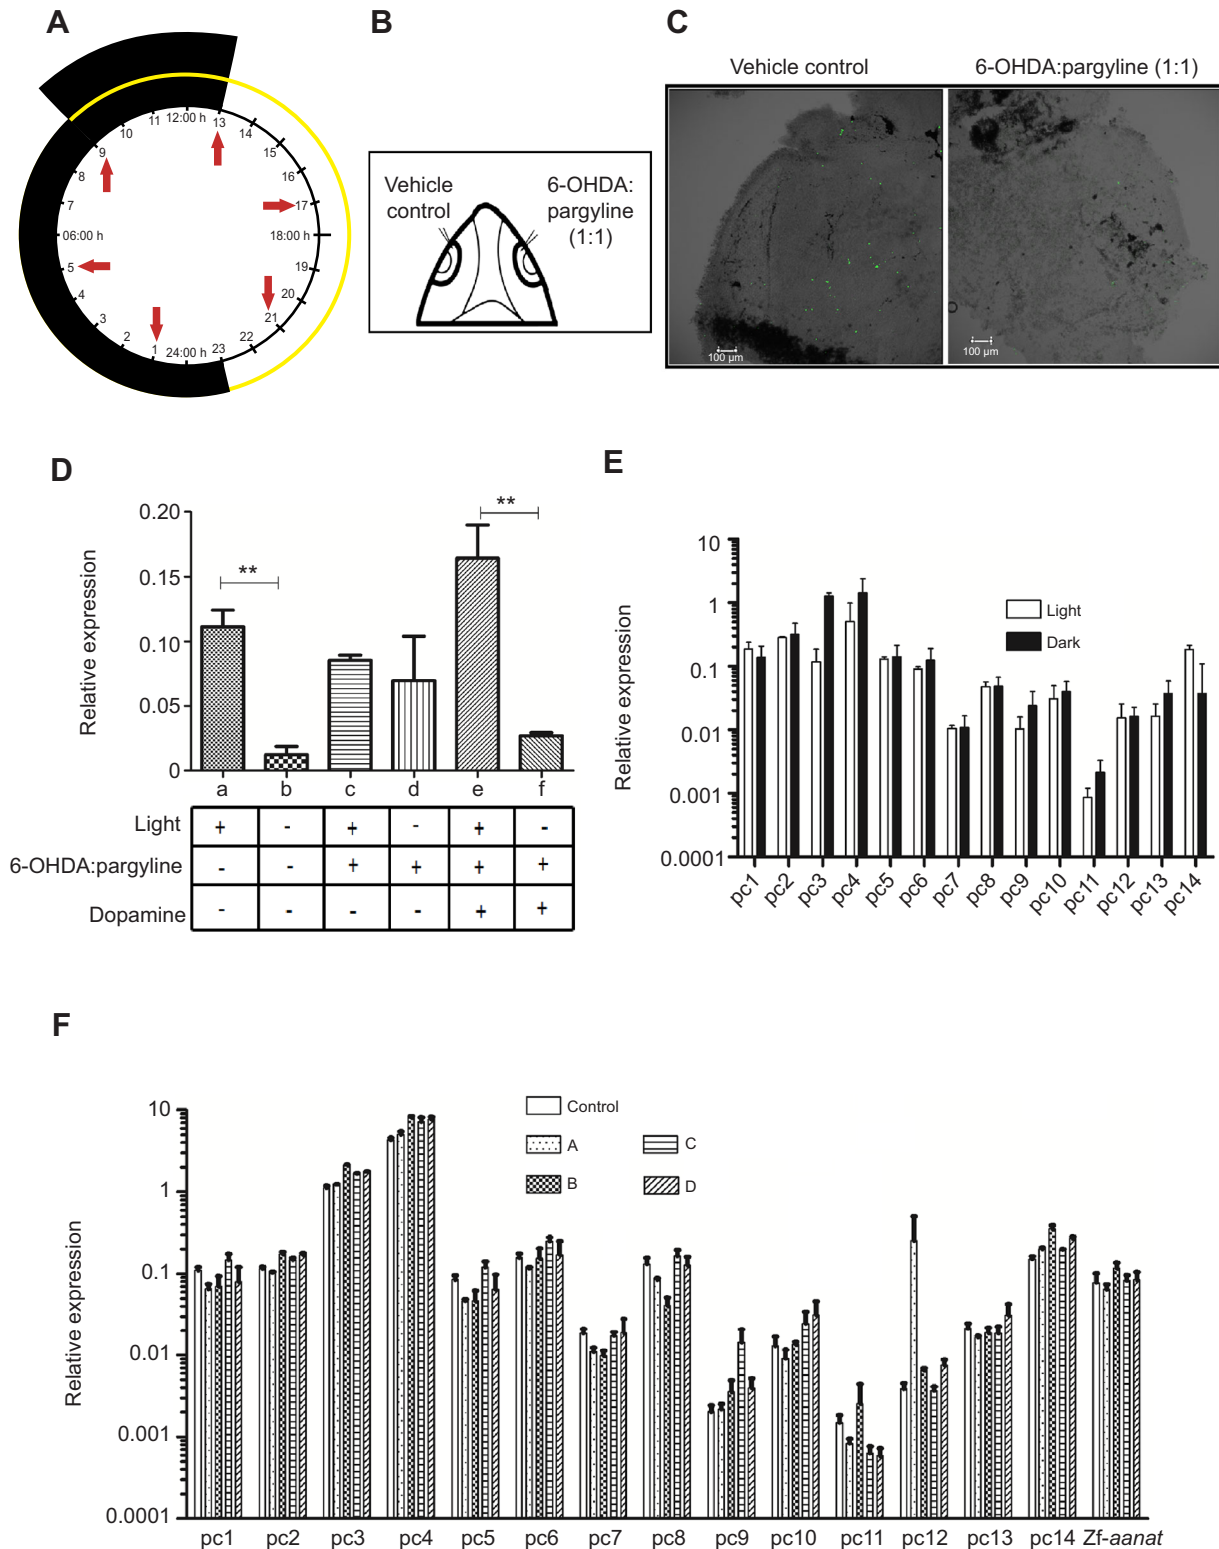 A
B
C
12:00 h
13
14
15
16
17
18:00 h
19
20
21
22
23
24:00 h
1
2
3
4
5
06:00 h
7
8
9
10
11
Vehicle
control
6-OHDA:
pargyline
(1:1)
Vehicle control
6-OHDA:pargyline (1:1)
100 µm
100 µm
D
Relative expression
0.20
0.15
0.10
0.05
0
**
**
a b c d e f
Light + - + - + -
6-OHDA:pargyline - - + + + +
Dopamine - - - - + +
E
Relative expression
10
1
0.1
0.01
0.001
0.0001
Light
Dark
pc1 pc2 pc3 pc4 pc5 pc6 pc7 pc8 pc9 pc10 pc11 pc12 pc13 pc14
F
Relative expression
10
1
0.1
0.01
0.001
0.0001
Control
A
B
C
D
pc1 pc2 pc3 pc4 pc5 pc6 pc7 pc8 pc9 pc10 pc11 pc12 pc13 pc14 Zf-aanat